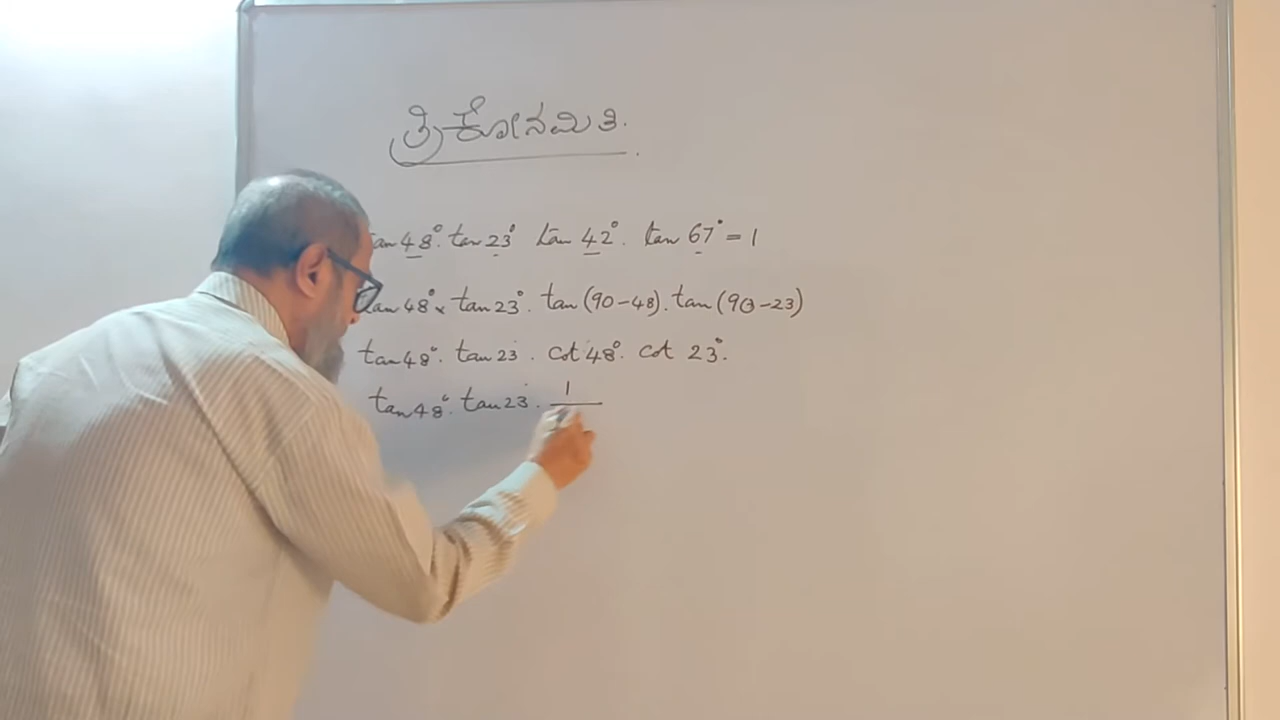 ತ್ರಿಕೋನಮಿತಿ.
tan 48°. tan 23° tan 42°. tan 67° = 1
tan 48° × tan 23°. tan (90-48). tan (90-23)
tan 48°. tan 23. cot 48°. cot 23°.
tan 48°. tan 23. 1